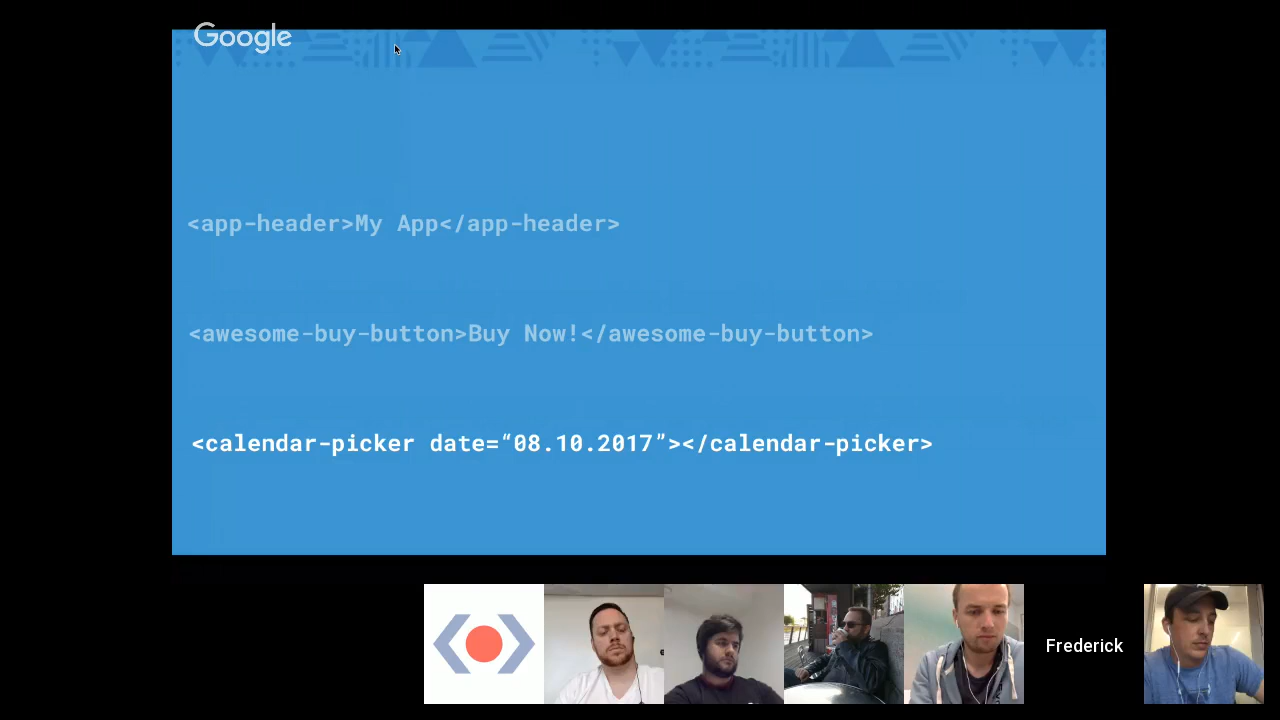 Google
<app-header>My App</app-header>
<awesome-buy-button>Buy Now!</awesome-buy-button>
<calendar-picker date=“08.10.2017”></calendar-picker>
Frederick